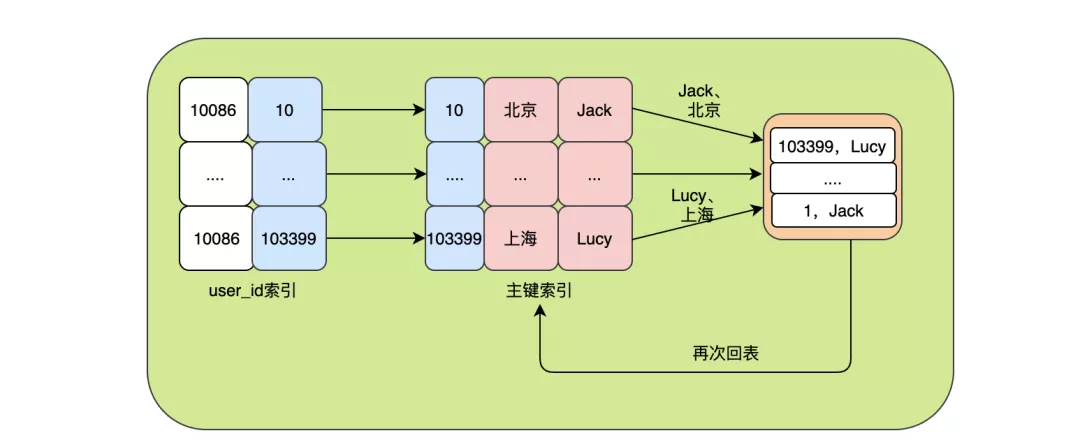 10086 10 10 北京 Jack
Jack、
北京
.... ... .... ... ...
10086 103399 103399 上海 Lucy
Lucy、
上海
103399，Lucy
....
1，Jack
user_id索引
主键索引
再次回表